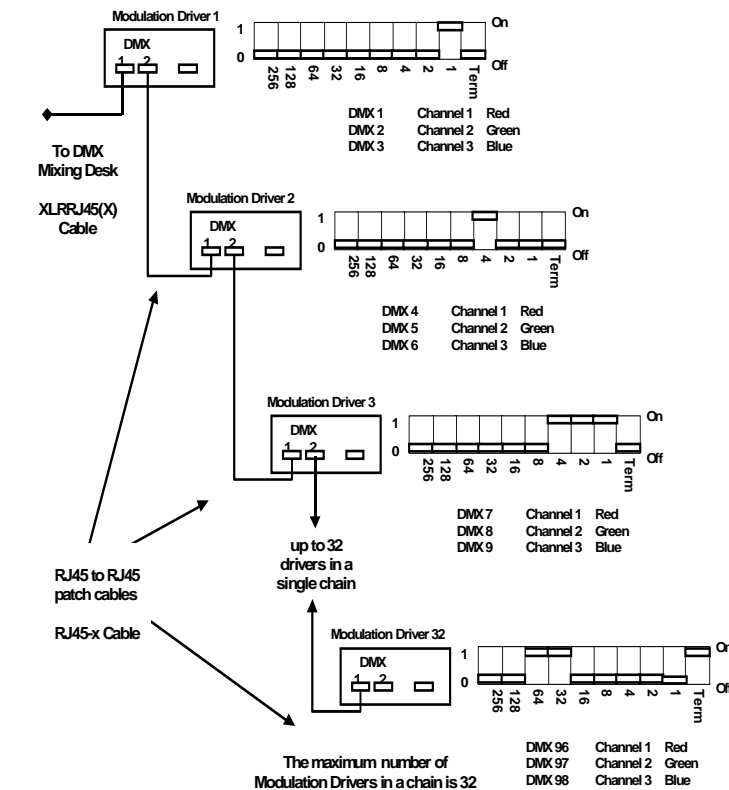 Modulation Driver 1
DMX
1 2
1
0
On
Off
256 128 64 32 16 8 4 2 1 Term
DMX 1 Channel 1 Red
DMX 2 Channel 2 Green
DMX 3 Channel 3 Blue
To DMX
Mixing Desk
XLRRJ45(X)
Cable
Modulation Driver 2
DMX
1 2
1
0
On
Off
256 128 64 32 16 8 4 2 1 Term
DMX 4 Channel 1 Red
DMX 5 Channel 2 Green
DMX 6 Channel 3 Blue
Modulation Driver 3
DMX
1 2
1
0
On
Off
256 128 64 32 16 8 4 2 1 Term
DMX 7 Channel 1 Red
DMX 8 Channel 2 Green
DMX 9 Channel 3 Blue
up to 32
drivers in a
single chain
RJ45 to RJ45
patch cables
RJ45-x Cable
Modulation Driver 32
DMX
1 2
1
0
On
Off
256 128 64 32 16 8 4 2 1 Term
DMX 96 Channel 1 Red
DMX 97 Channel 2 Green
DMX 98 Channel 3 Blue
The maximum number of
Modulation Drivers in a chain is 32